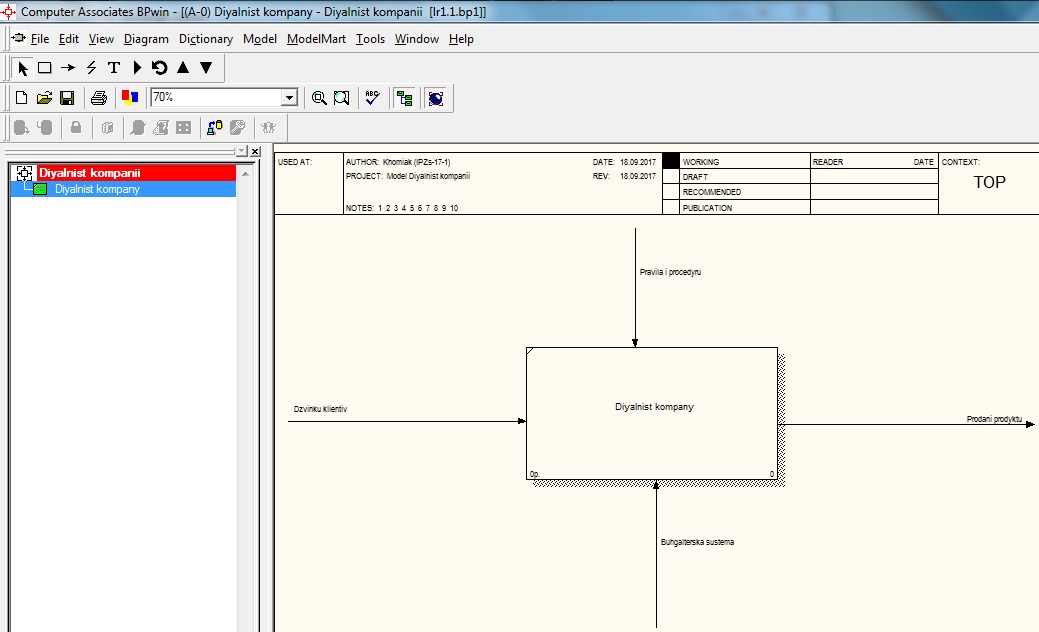 Computer Associates BPwin - [(A-0) Diyalnist kompany - Diyalnist kompanii  [lr1.1.bp1]]
File Edit View Diagram Dictionary Model ModelMart Tools Window Help
T
70%
ABC
Diyalnist kompanii
Diyalnist kompany
USED AT:
AUTHOR: Khomiak (IPZs-17-1)
DATE: 18.09.2017
PROJECT: Model Diyalnist kompanii
REV: 18.09.2017
NOTES: 1 2 3 4 5 6 7 8 9 10
WORKING
DRAFT
RECOMMENDED
PUBLICATION
READER
DATE
CONTEXT:
TOP
Pravila i procedyru
Dzvinku klientiv
Diyalnist kompany
Prodani prodyktu
0р.
0
Buhgalterska sustema